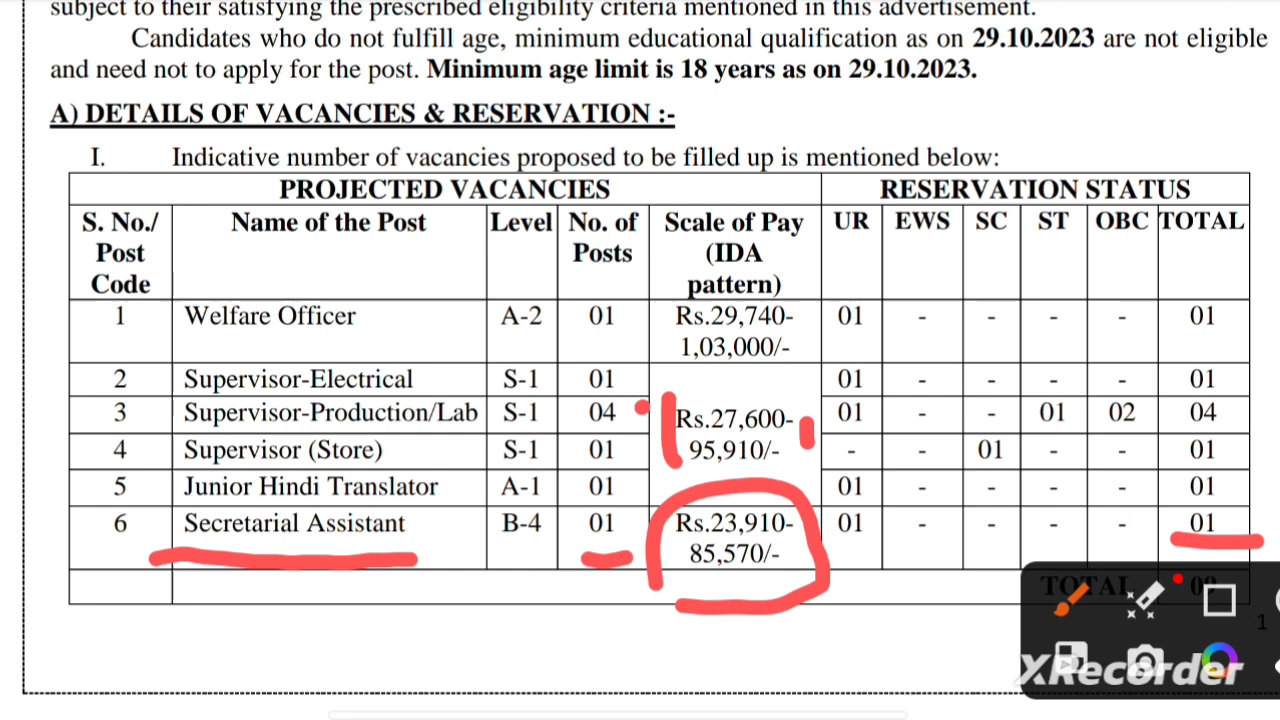 subject to their satisfying the prescribed eligibility criteria mentioned in this advertisement.
Candidates who do not fulfill age, minimum educational qualification as on 29.10.2023 are not eligible
and need not to apply for the post. Minimum age limit is 18 years as on 29.10.2023.
A) DETAILS OF VACANCIES & RESERVATION :-
I. Indicative number of vacancies proposed to be filled up is mentioned below:
PROJECTED VACANCIES RESERVATION STATUS
S. No./ Name of the Post Level No. of Scale of Pay UR EWS SC ST OBC TOTAL
Post Posts (IDA
Code pattern)
1 Welfare Officer A-2 01 Rs.29,740- 01 - - - - 01
1,03,000/-
2 Supervisor-Electrical S-1 01 01 - - - - 01
3 Supervisor-Production/Lab S-1 04 Rs.27,600- 01 - - 01 02 04
4 Supervisor (Store) S-1 01 95,910/- - - 01 - - 01
5 Junior Hindi Translator A-1 01 01 - - - - 01
6 Secretarial Assistant B-4 01 Rs.23,910- 01 - - - - 01
85,570/-
TOTAL 09
1
XRecorder